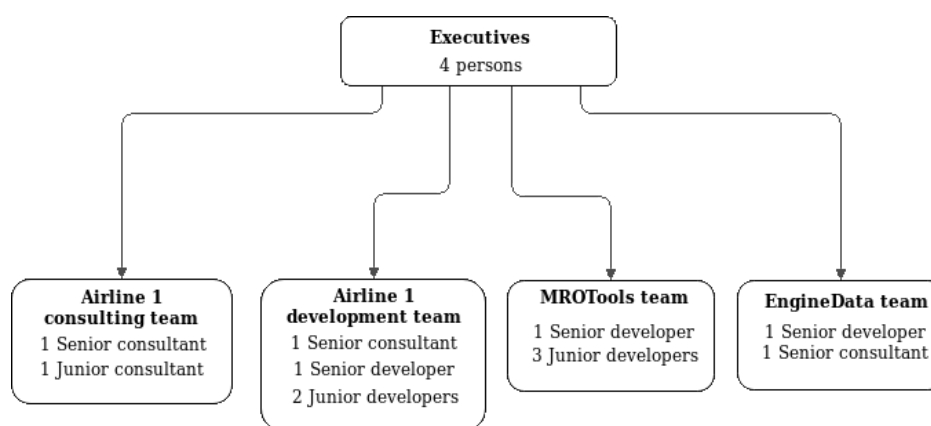 Executives
4 persons
Airline 1
consulting team
1 Senior consultant
1 Junior consultant
Airline 1
development team
1 Senior consultant
1 Senior developer
2 Junior developers
MROTools team
1 Senior developer
3 Junior developers
EngineData team
1 Senior developer
1 Senior consultant